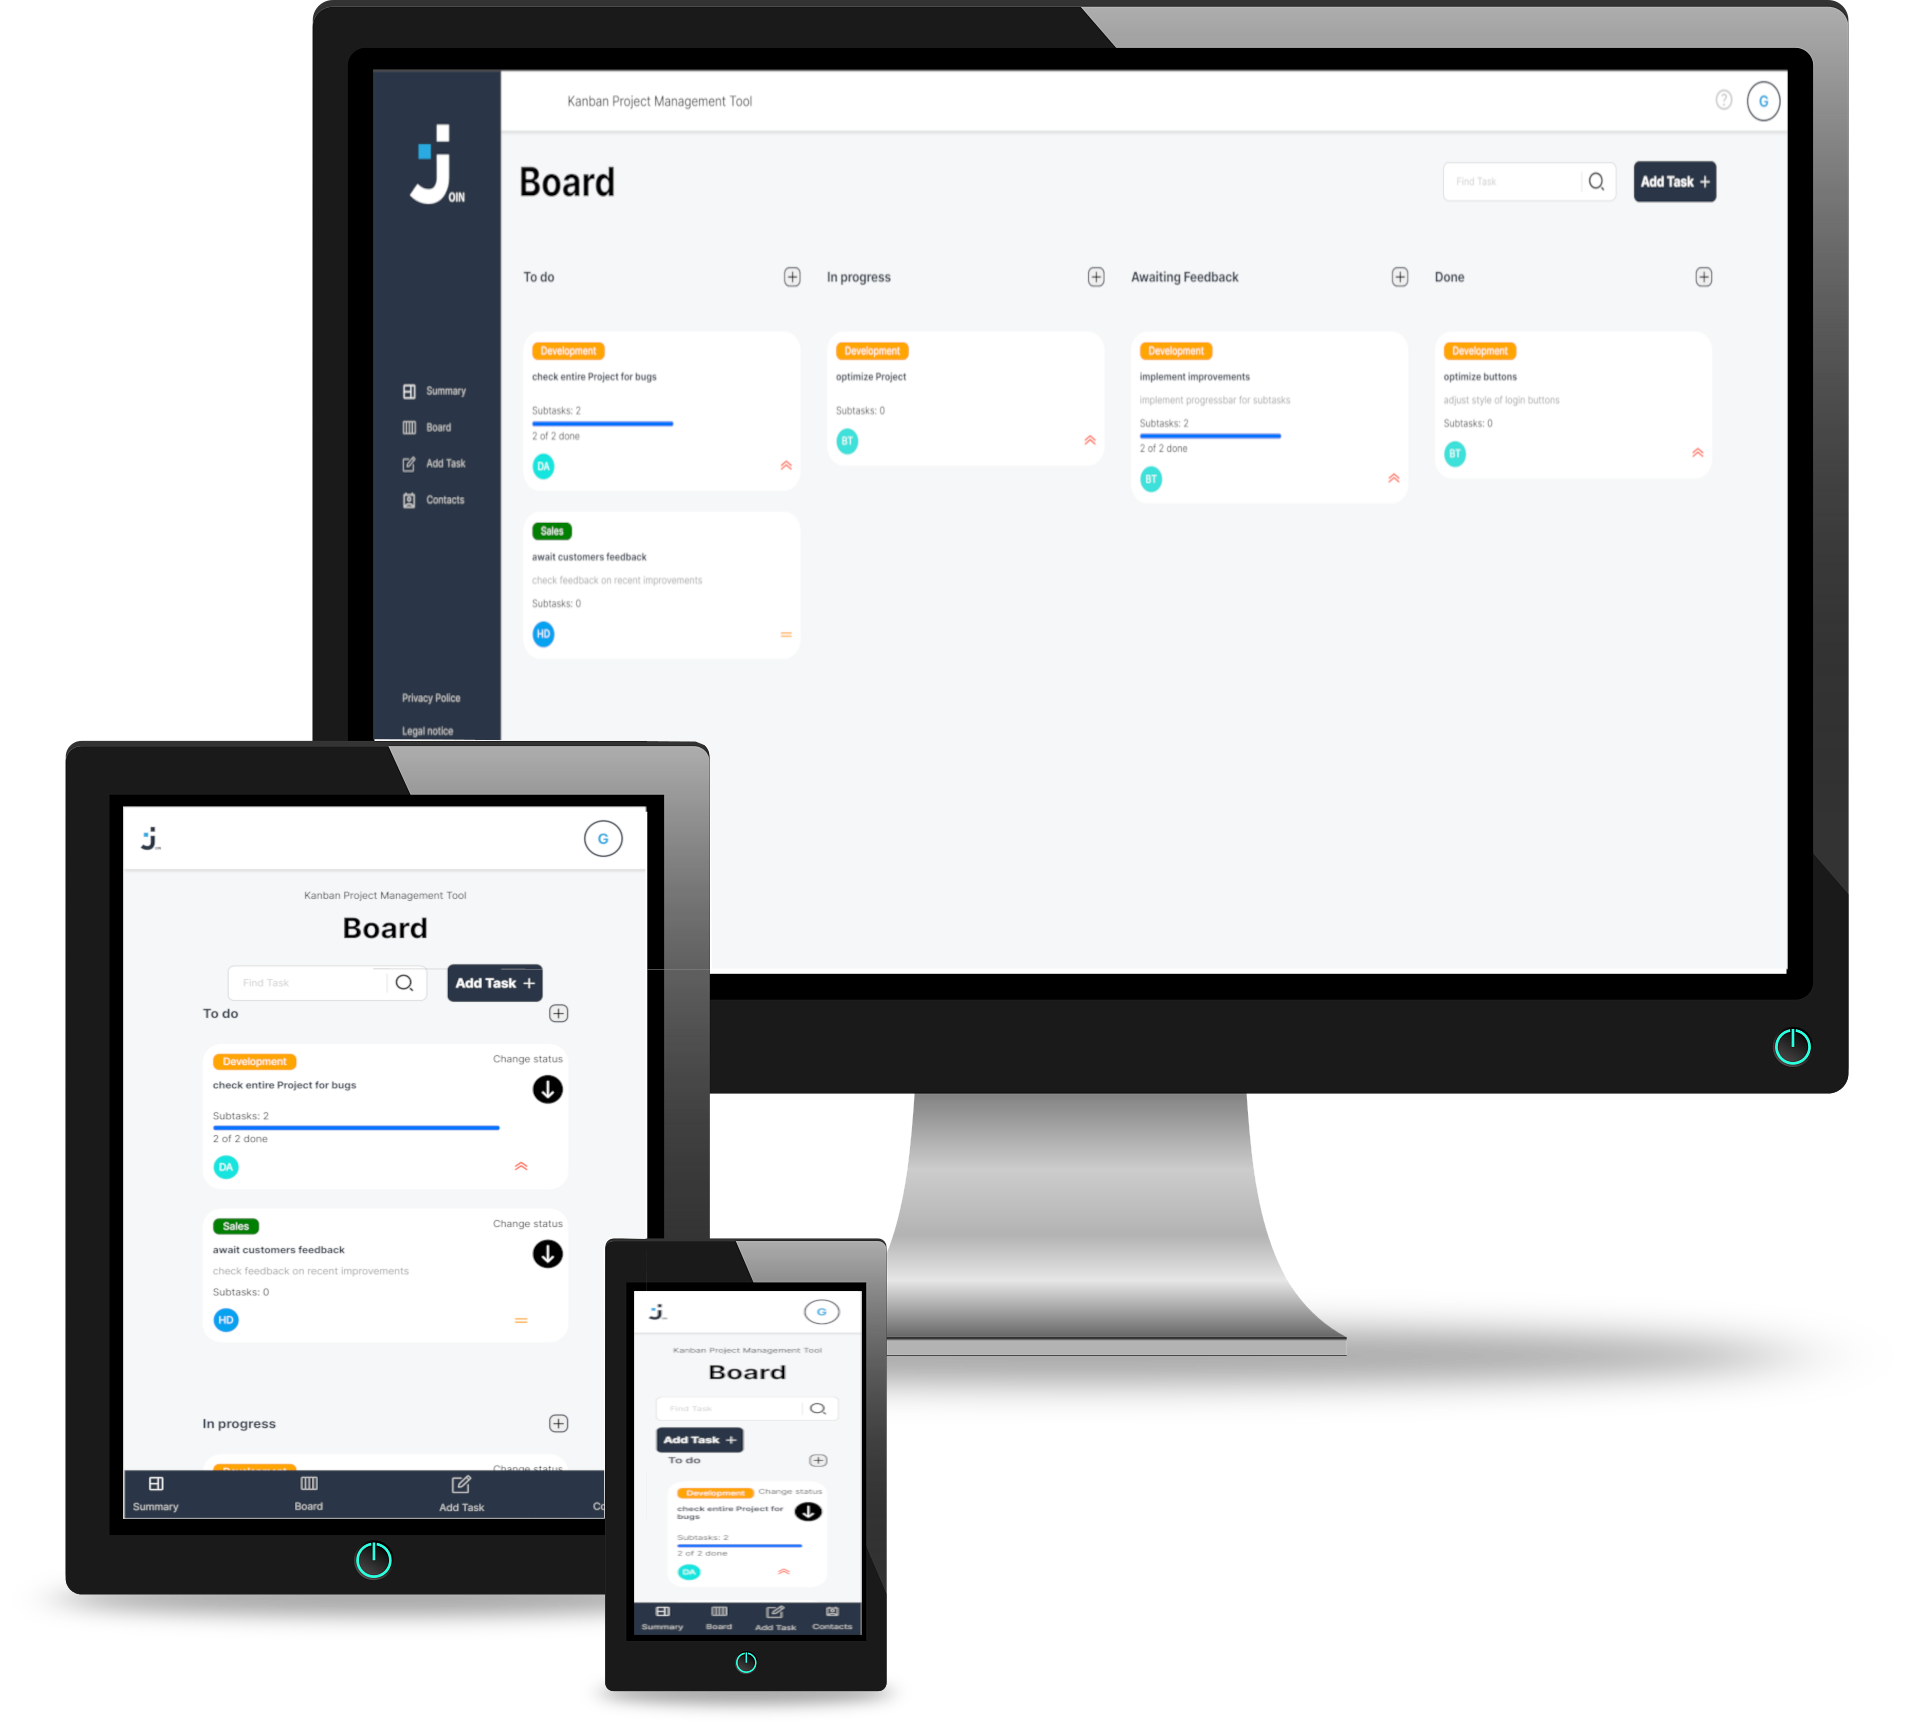 Kanban Project Management Tool
G
OIN
Board
Find Task
Add Task +
To do
In progress
Awaiting Feedback
Done
Development
check entire Project for bugs
Subtasks: 2
2 of 2 done
DA
Sales
await customers feedback
check feedback on recent improvements
Subtasks: 0
HD
Development
optimize Project
Subtasks: 0
BT
Development
implement improvements
implement progressbar for subtasks
Subtasks: 2
2 of 2 done
BT
Development
optimize buttons
adjust style of login buttons
Subtasks: 0
BT
Summary
Board
Add Task
Contacts
Privacy Police
Legal notice
G
Kanban Project Management Tool
Board
Find Task
Add Task +
To do
Development
Change status
check entire Project for bugs
Subtasks: 2
2 of 2 done
DA
Sales
Change status
await customers feedback
check feedback on recent improvements
Subtasks: 0
HD
In progress
Development
Change status
Summary
Board
Add Task
Co
G
Kanban Project Management Tool
Board
Find Task
Add Task +
To do
Development
Change status
check entire Project for
bugs
Subtasks: 2
2 of 2 done
DA
Summary
Board
Add Task
Contacts